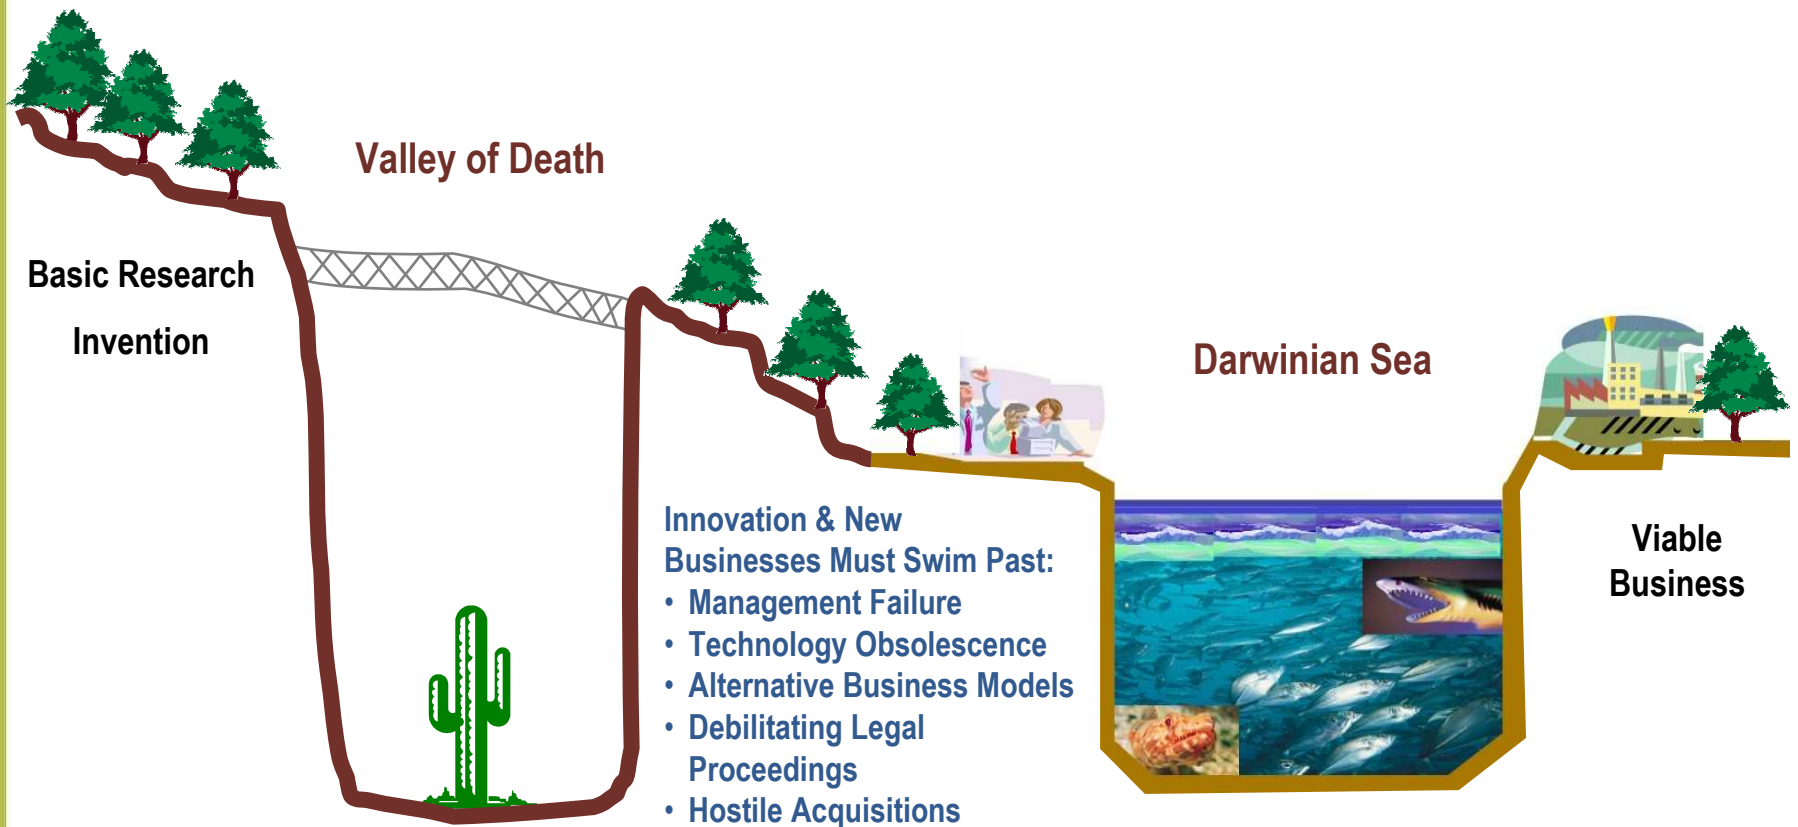 Valley of Death
Basic Research
Invention
Darwinian Sea
Innovation & New
Businesses Must Swim Past:
• Management Failure
• Technology Obsolescence
• Alternative Business Models
• Debilitating Legal
Proceedings
• Hostile Acquisitions
Viable
Business